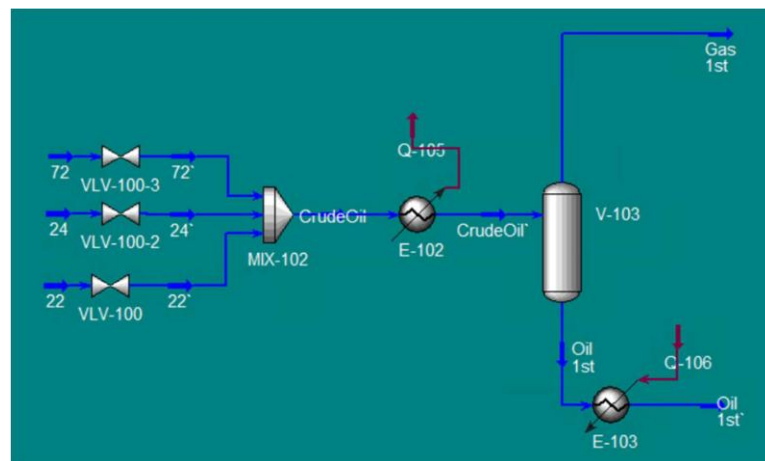 Gas
1st
Q-105
72
VLV-100-3
72`
24
VLV-100-2
24`
CrudeOil
MIX-102
E-102
CrudeOil`
V-103
22
VLV-100
22`
Oil
1st
Q-106
E-103
Oil
1st`